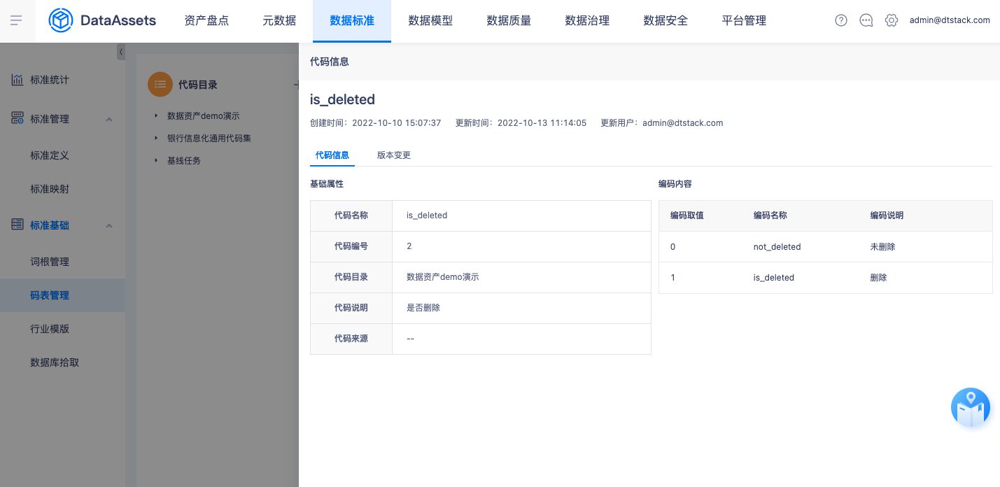 DataAssets 资产盘点 元数据 数据标准 数据模型 数据质量 数据治理 数据安全 平台管理 admin@dtstack.com
标准统计
标准管理
标准定义
标准映射
标准基础
词根管理
码表管理
行业模版
数据库拾取
代码目录
数据资产demo演示
银行信息化通用代码集
基线任务
代码信息
is_deleted
创建时间：2022-10-10 15:07:37 更新时间：2022-10-13 11:14:05 更新用户：admin@dtstack.com
代码信息 版本变更
基础属性
代码名称 is_deleted
代码编号 2
代码目录 数据资产demo演示
代码说明 是否删除
代码来源 --
编码内容
编码取值 编码名称 编码说明
0 not_deleted 未删除
1 is_deleted 删除